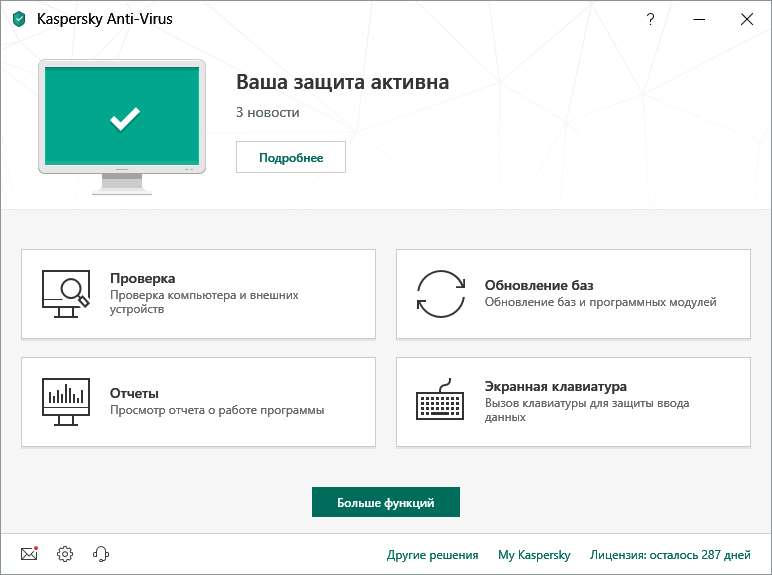 Kaspersky Anti-Virus
?
Ваша защита активна
3 новости
Подробнее
Проверка
Проверка компьютера и внешних
устройств
Обновление баз
Обновление баз и программных модулей
Отчеты
Просмотр отчета о работе программы
Экранная клавиатура
Вызов клавиатуры для защиты ввода
данных
Больше функций
Другие решения
My Kaspersky
Лицензия: осталось 287 дней